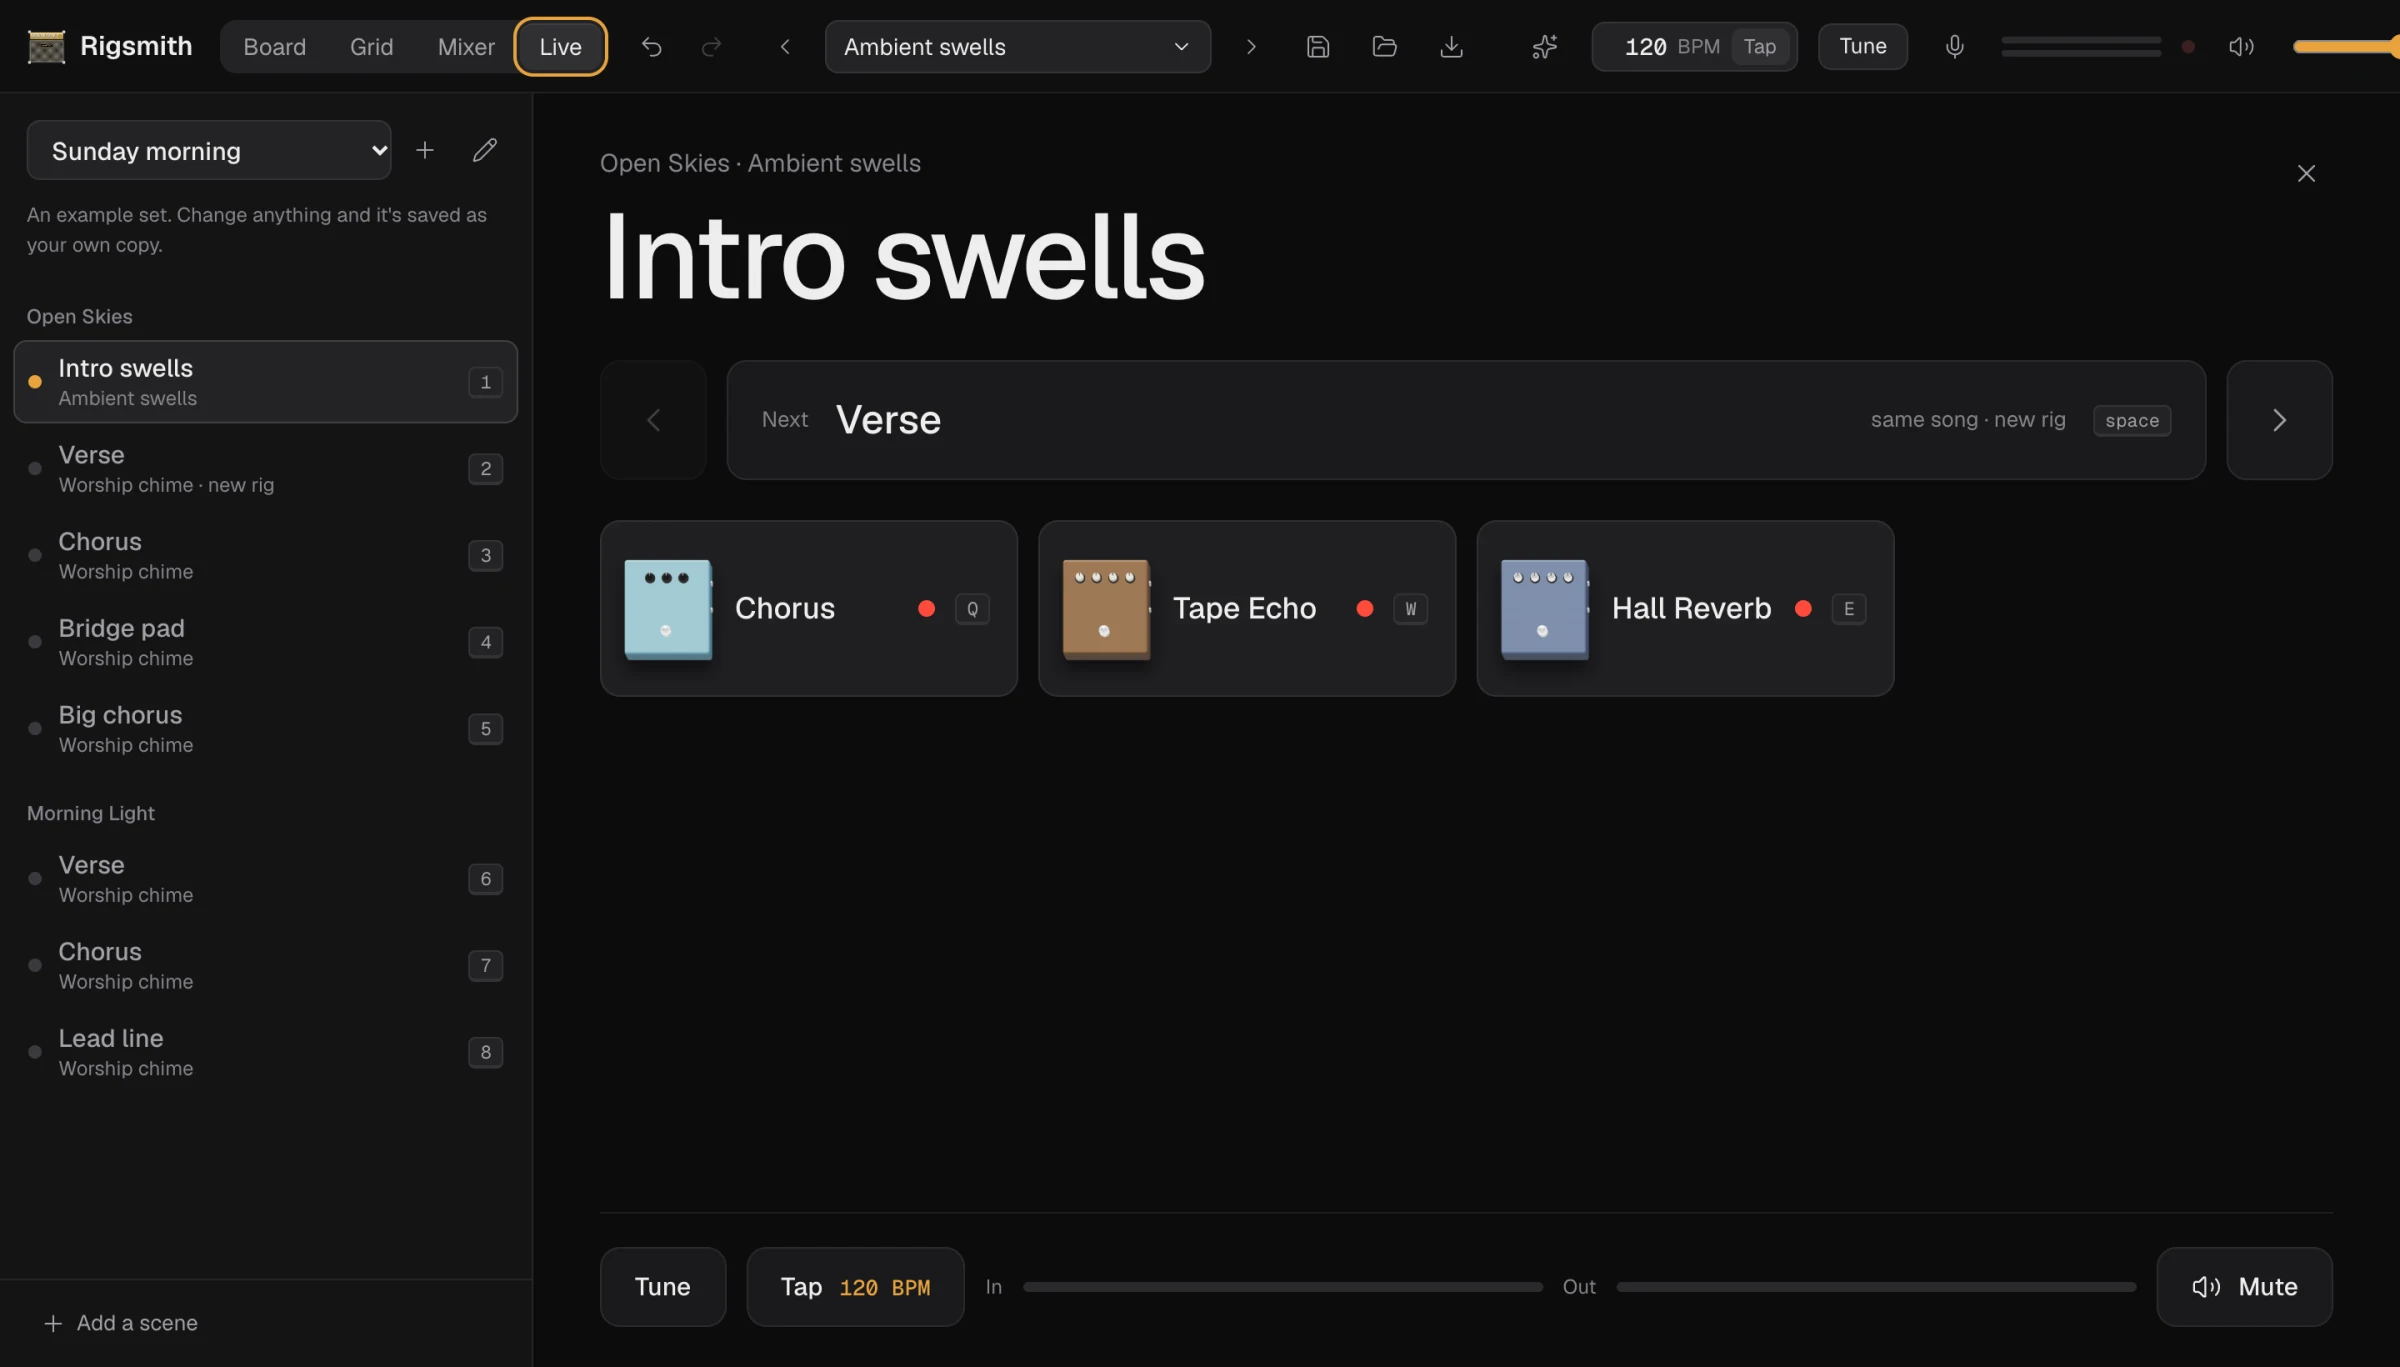 Rigsmith
Board Grid Mixer Live
Ambient swells
120 BPM Tap
Tune
Sunday morning
An example set. Change anything and it's saved as
your own copy.
Open Skies
Intro swells
Ambient swells
1
Verse
Worship chime · new rig
2
Chorus
Worship chime
3
Bridge pad
Worship chime
4
Big chorus
Worship chime
5
Morning Light
Verse
Worship chime
6
Chorus
Worship chime
7
Lead line
Worship chime
8
Add a scene
Open Skies · Ambient swells
Intro swells
Next Verse same song · new rig space
Chorus Q
Tape Echo W
Hall Reverb E
Tune
Tap 120 BPM
In
Out
Mute